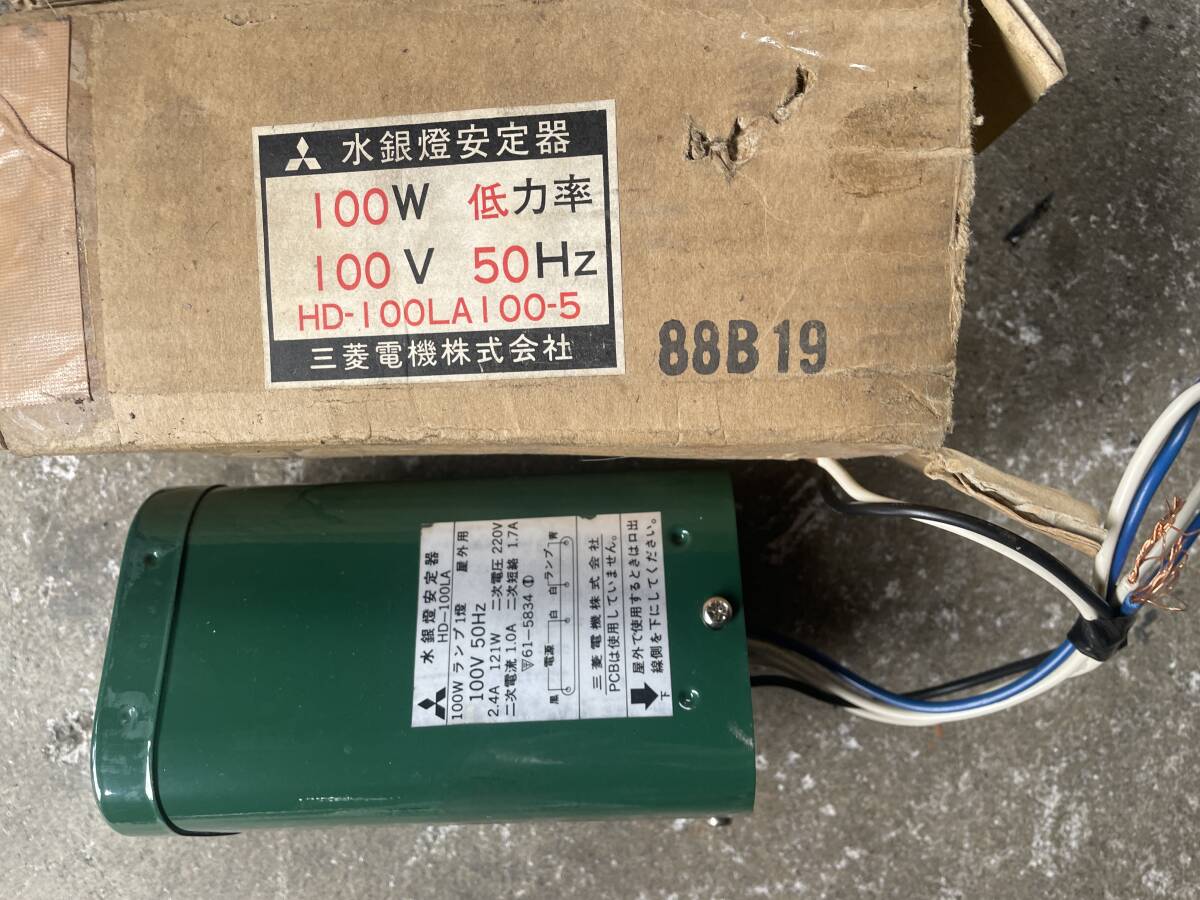 水銀燈安定器
100W 低力率
100V 50Hz
HD-100LA100-5
三菱電機株式会社
88B19
水銀燈安定器
HD-100LA
100Wランプ1燈 屋外用
100V 50Hz
2.4A 121W 二次電圧 220V
二次電流 1.0A 二次短絡 1.7A
61-5834
黒 電源 白 白 ランプ 青
三菱電機株式会社
PCBは使用していません。
下 屋外で使用するときは口出
線側を下にしてください。